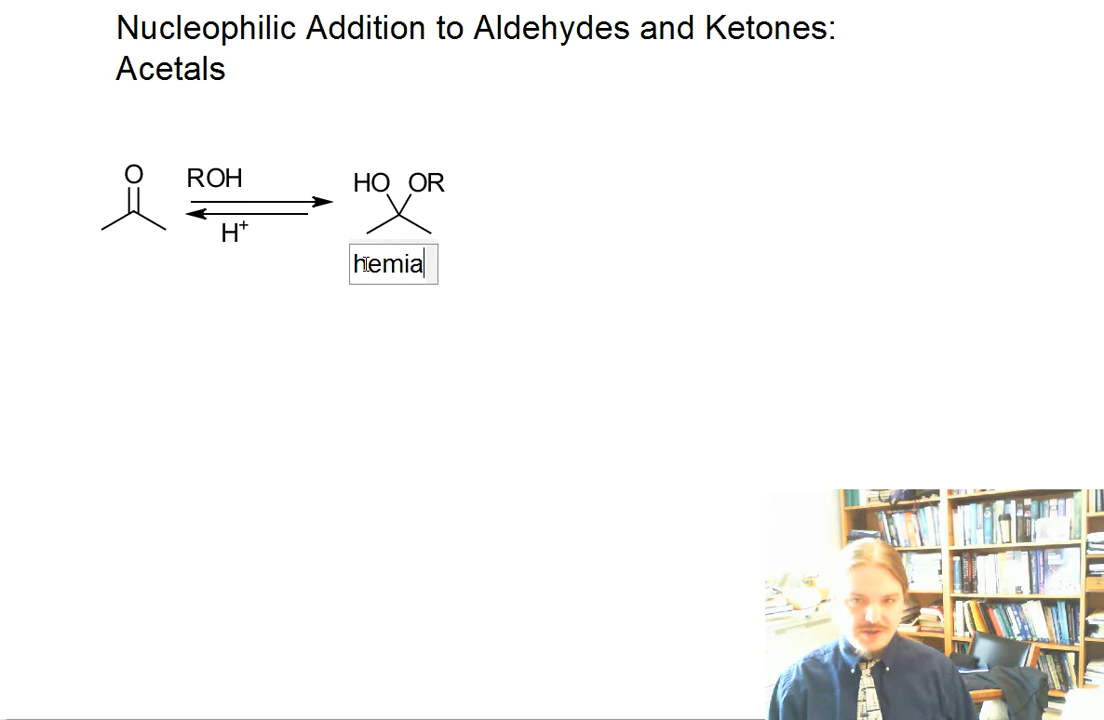 Nucleophilic Addition to Aldehydes and Ketones:
Acetals
O
ROH
H⁺
HO OR
hemia